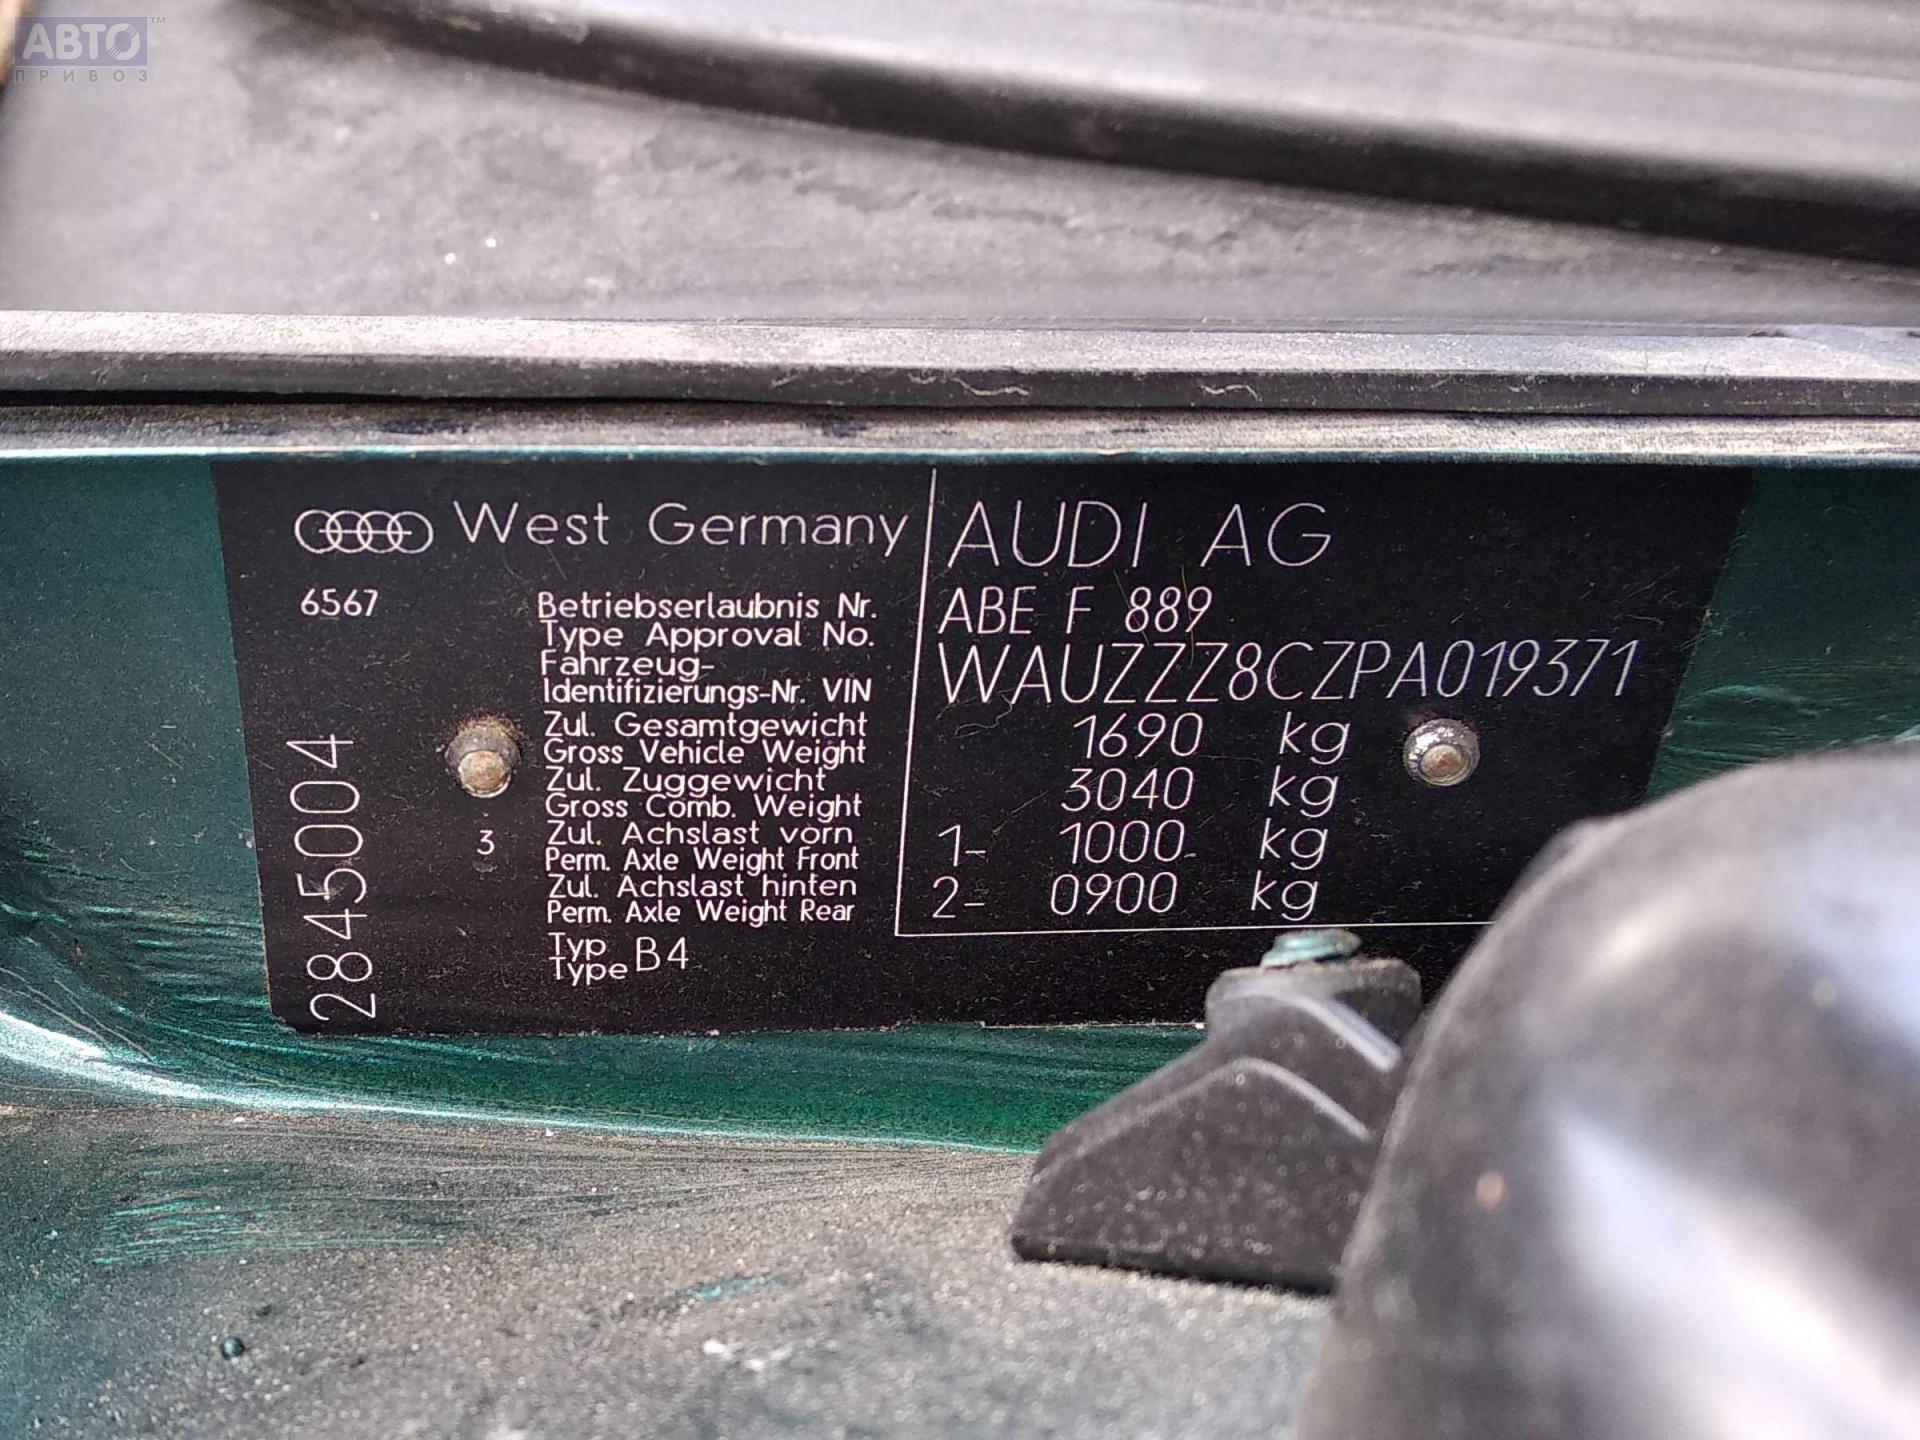 АВТО™
ПРИВОЗ
West Germany
AUDI AG
6567
Betriebserlaubnis Nr.
Type Approval No.
ABE F 889
Fahrzeug-
Identifizierungs-Nr. VIN
WAUZZZ8CZPA019371
Zul. Gesamtgewicht
Gross Vehicle Weight
1690 kg
Zul. Zuggewicht
Gross Comb. Weight
3040 kg
3
Zul. Achslast vorn
Perm. Axle Weight Front
1- 1000 kg
Zul. Achslast hinten
Perm. Axle Weight Rear
2- 0900 kg
Typ
Type B4
2845004